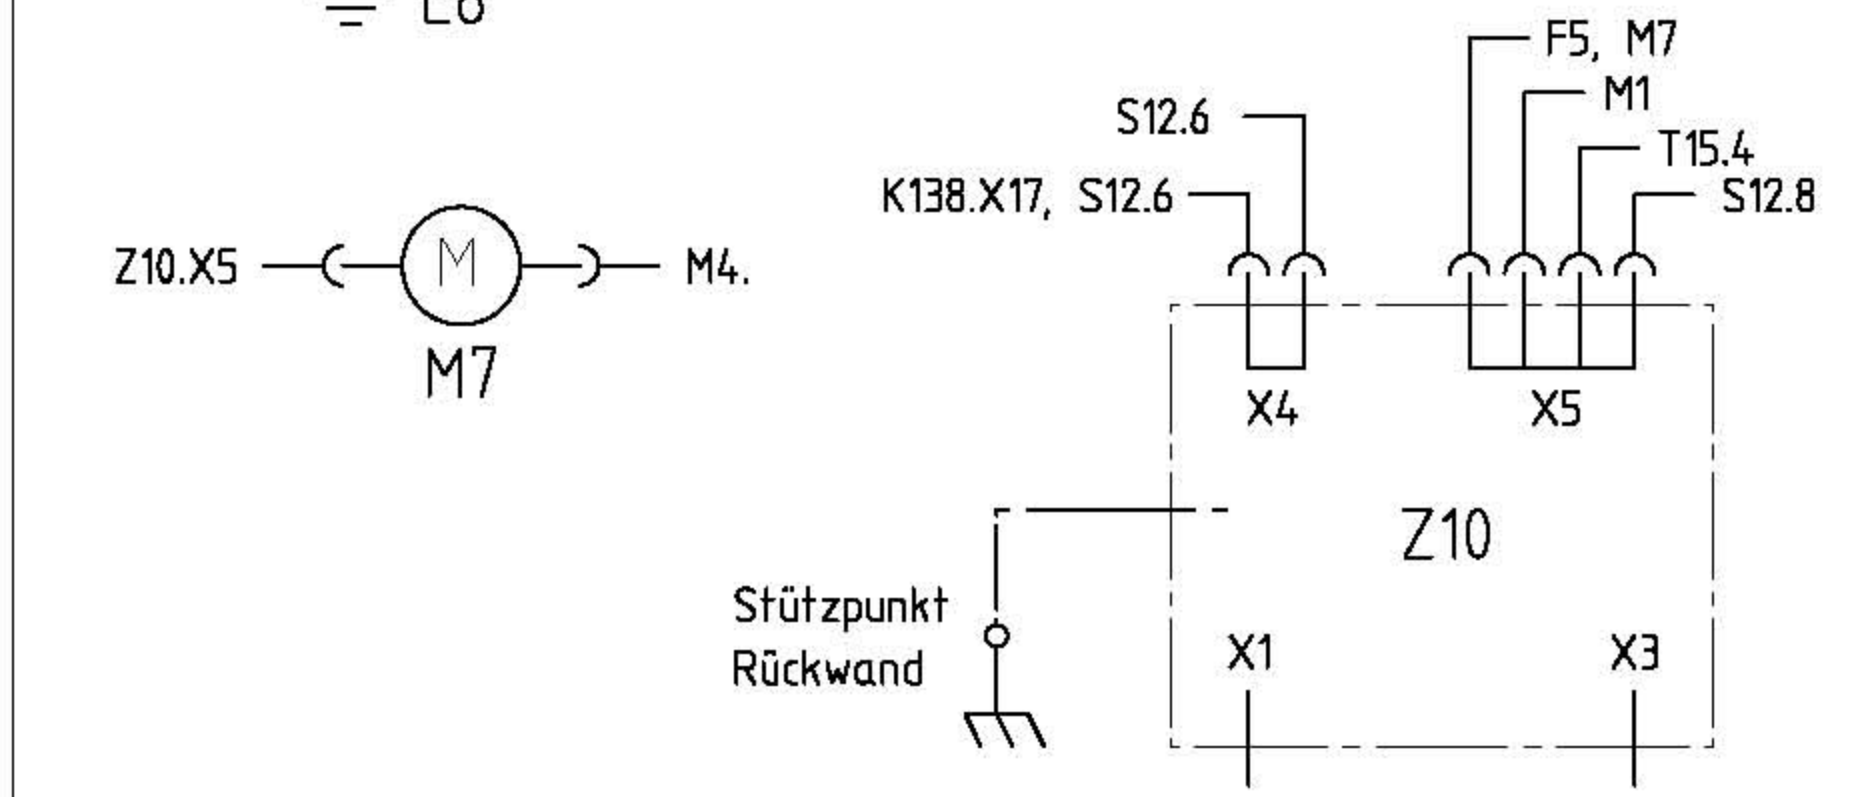 F5, M7
M1
S12.6
T15.4
K138.X17, S12.6
S12.8
Z10.X5
M
M4.
M7
X4
X5
Z10
Stützpunkt
Rückwand
X1
X3